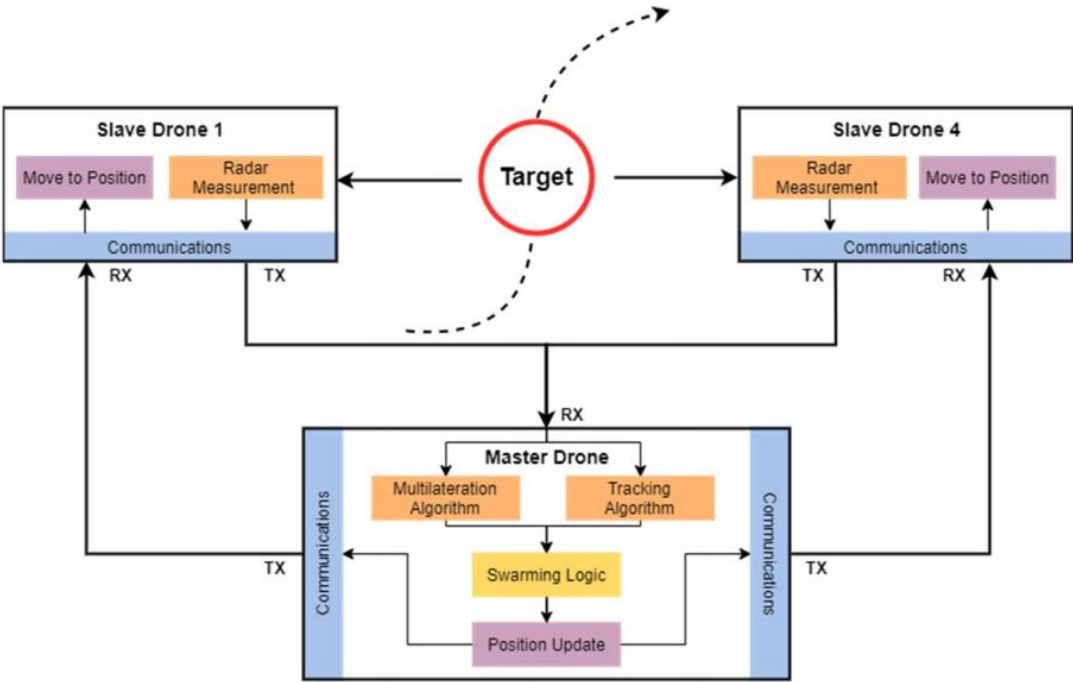 Slave Drone 1
Move to Position
Radar
Measurement
Communications
RX
TX
Target
Slave Drone 4
Radar
Measurement
Move to Position
Communications
TX
RX
RX
Master Drone
Multilateration
Algorithm
Tracking
Algorithm
Swarming Logic
Position Update
Communications
Communications
TX
TX